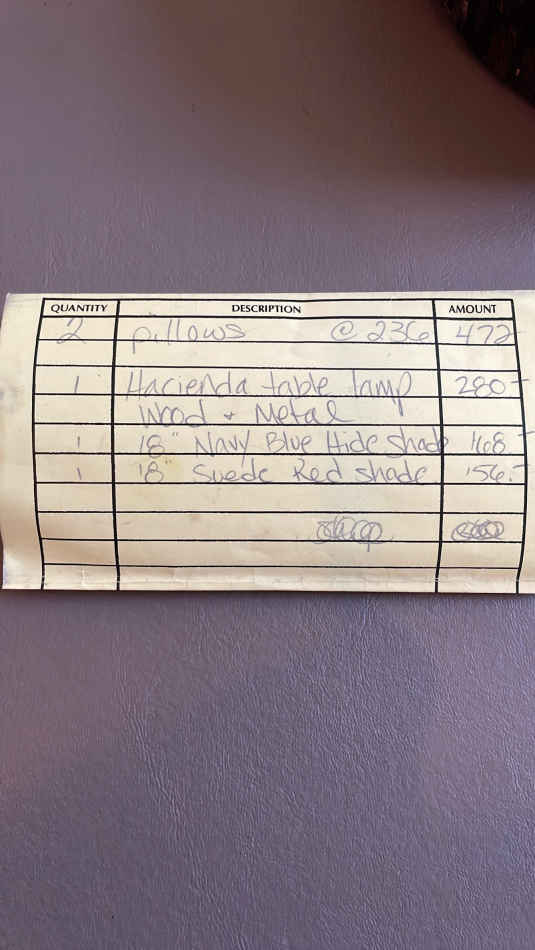 QUANTITY DESCRIPTION AMOUNT
2 pillows @ 236 472-
1 Hacienda table lamp 280-
Wood + Metal
1 18" Navy Blue Hide shade 168-
1 18" Suede Red shade 156.-